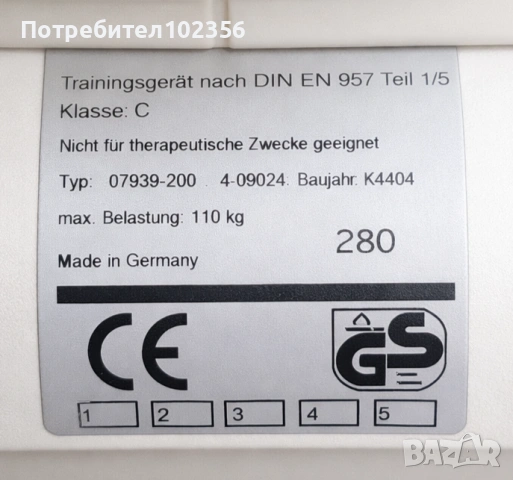 Потребител102356
Trainingsgerät nach DIN EN 957 Teil 1/5
Klasse: C
Nicht für therapeutische Zwecke geeignet
Typ: 07939-200 4-09024. Baujahr: K4404
max. Belastung: 110 kg
280
Made in Germany
CE GS
1 2 3 4 5
BAZAR